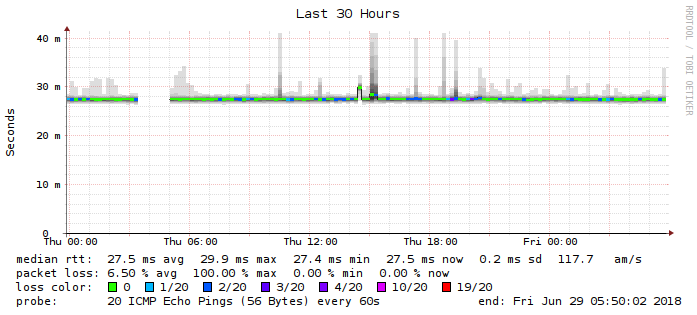 Last 30 Hours
RRDTOOL / TOBI OETIKER
Seconds
40 m
30 m
20 m
10 m
0
Thu 00:00 Thu 06:00 Thu 12:00 Thu 18:00 Fri 00:00
median rtt: 27.5 ms avg 29.9 ms max 27.4 ms min 27.5 ms now 0.2 ms sd 117.7 am/s
packet loss: 6.50 % avg 100.00 % max 0.00 % min 0.00 % now
loss color: 0 1/20 2/20 3/20 4/20 10/20 19/20
probe: 20 ICMP Echo Pings (56 Bytes) every 60s end: Fri Jun 29 05:50:02 2018